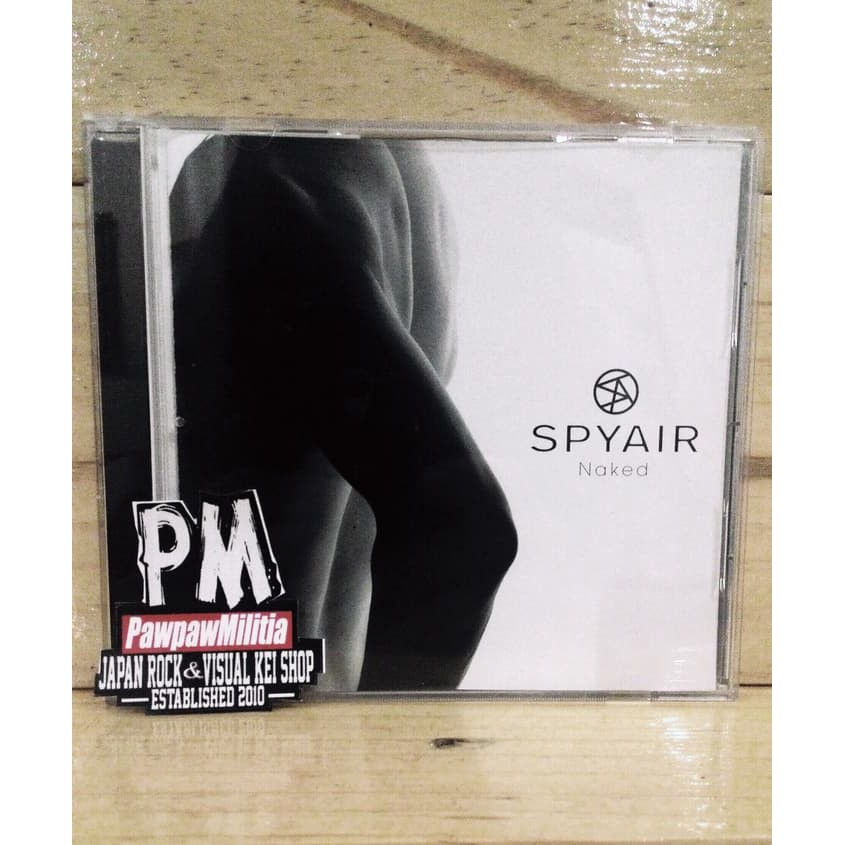 SPYAIR
Naked
PM
PawpawMilitia
JAPAN ROCK & VISUAL KEI SHOP
ESTABLISHED 2010